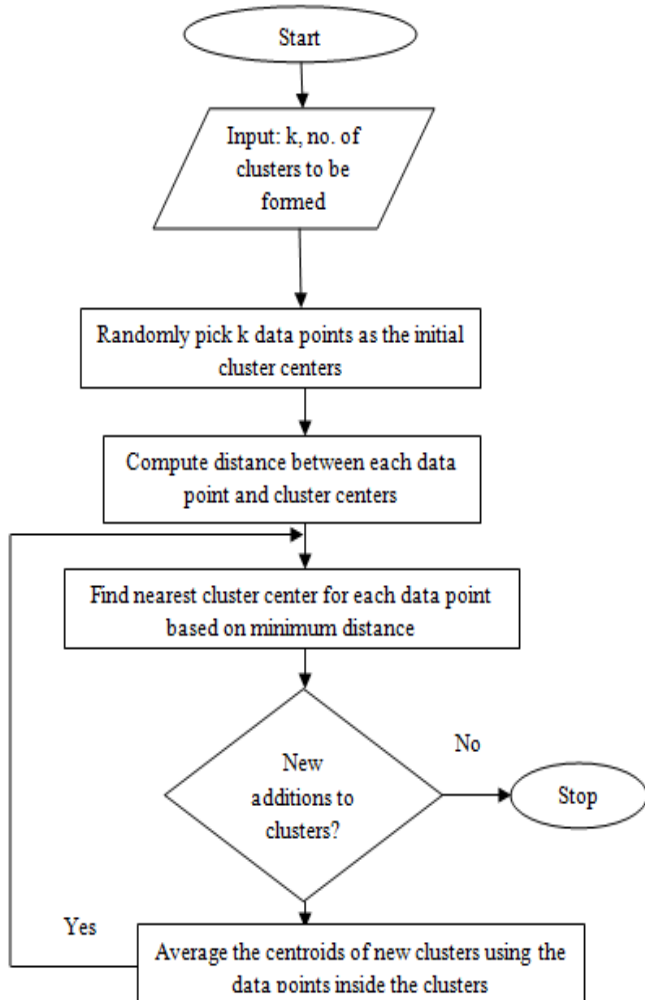 Start
Input: k, no. of
clusters to be
formed
Randomly pick k data points as the initial
cluster centers
Compute distance between each data
point and cluster centers
Find nearest cluster center for each data point
based on minimum distance
New
additions to
clusters?
No
Stop
Yes
Average the centroids of new clusters using the
data points inside the clusters